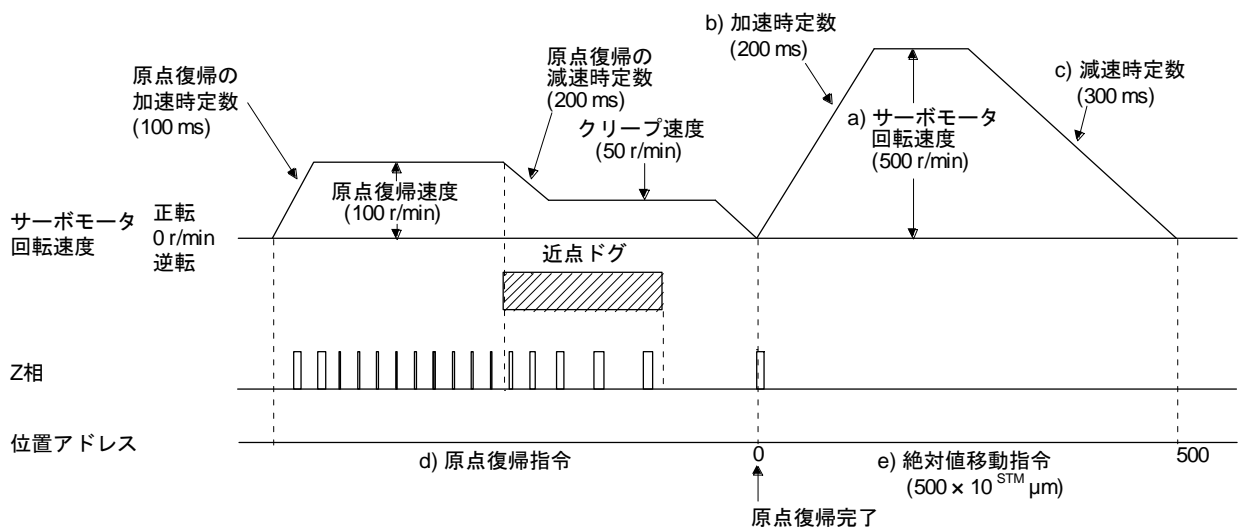 b) 加速時定数
(200 ms)
原点復帰の
減速時定数
(200 ms)
原点復帰の
加速時定数
(100 ms)
c) 減速時定数
(300 ms)
クリープ速度
(50 r/min)
a) サーボモータ
回転速度
(500 r/min)
原点復帰速度
(100 r/min)
サーボモータ
回転速度
正転
0 r/min
逆転
近点ドグ
Z相
位置アドレス
d) 原点復帰指令
0
e) 絶対値移動指令
(500 × 10 STM μm)
500
原点復帰完了